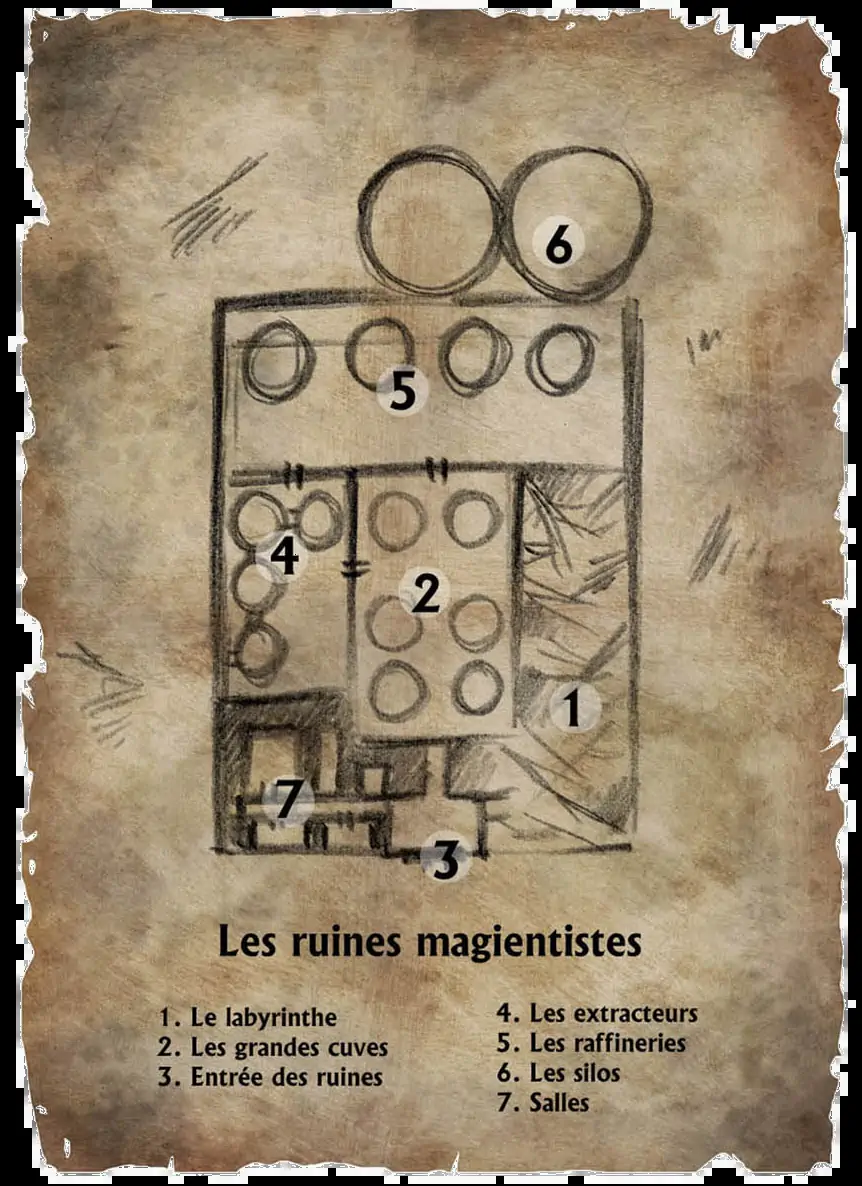 6
5
4
2
1
7
3
Les ruines magientistes
1. Le labyrinthe
2. Les grandes cuves
3. Entrée des ruines
4. Les extracteurs
5. Les raffineries
6. Les silos
7. Salles